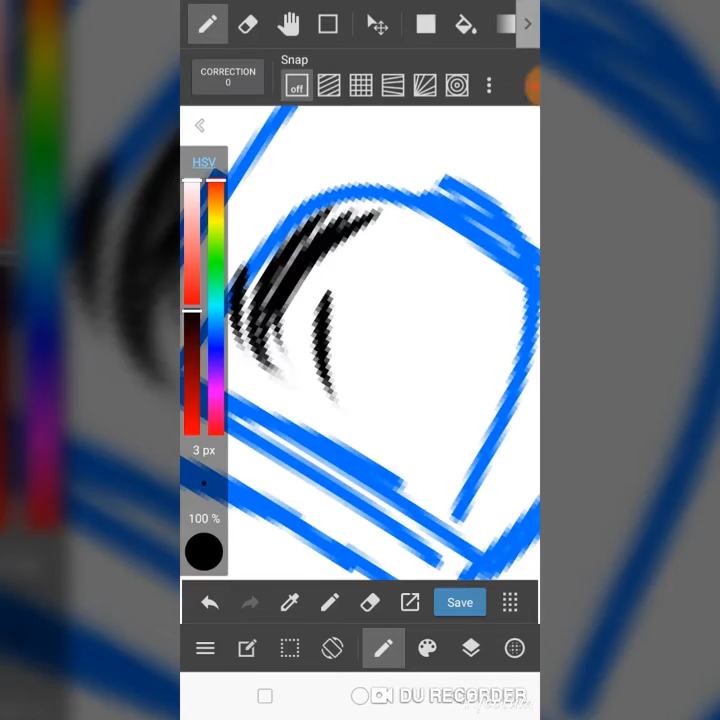 Snap
CORRECTION
0
off
HSV
3 px
100 %
Save
DU RECORDER